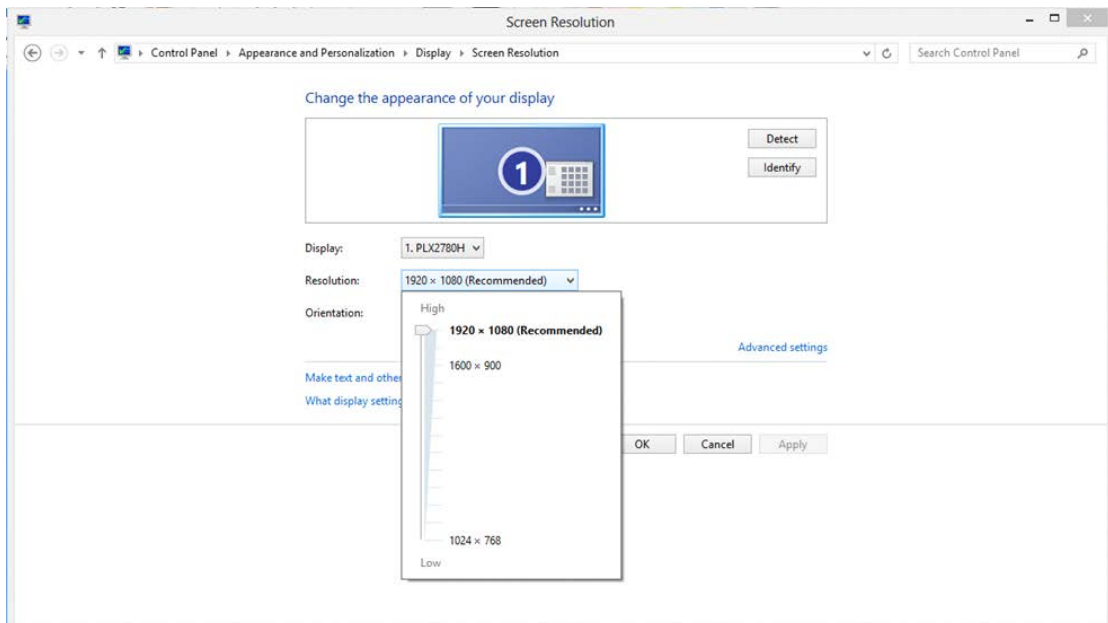 Screen Resolution
Control Panel Appearance and Personalization Display Screen Resolution Search Control Panel
Change the appearance of your display
1
Detect
Identify
Display: 1. PLX2780H
Resolution: 1920 × 1080 (Recommended)
Orientation:
High
1920 × 1080 (Recommended)
1600 × 900
1024 × 768
Low
Advanced settings
Make text and other
What display setting
OK Cancel Apply